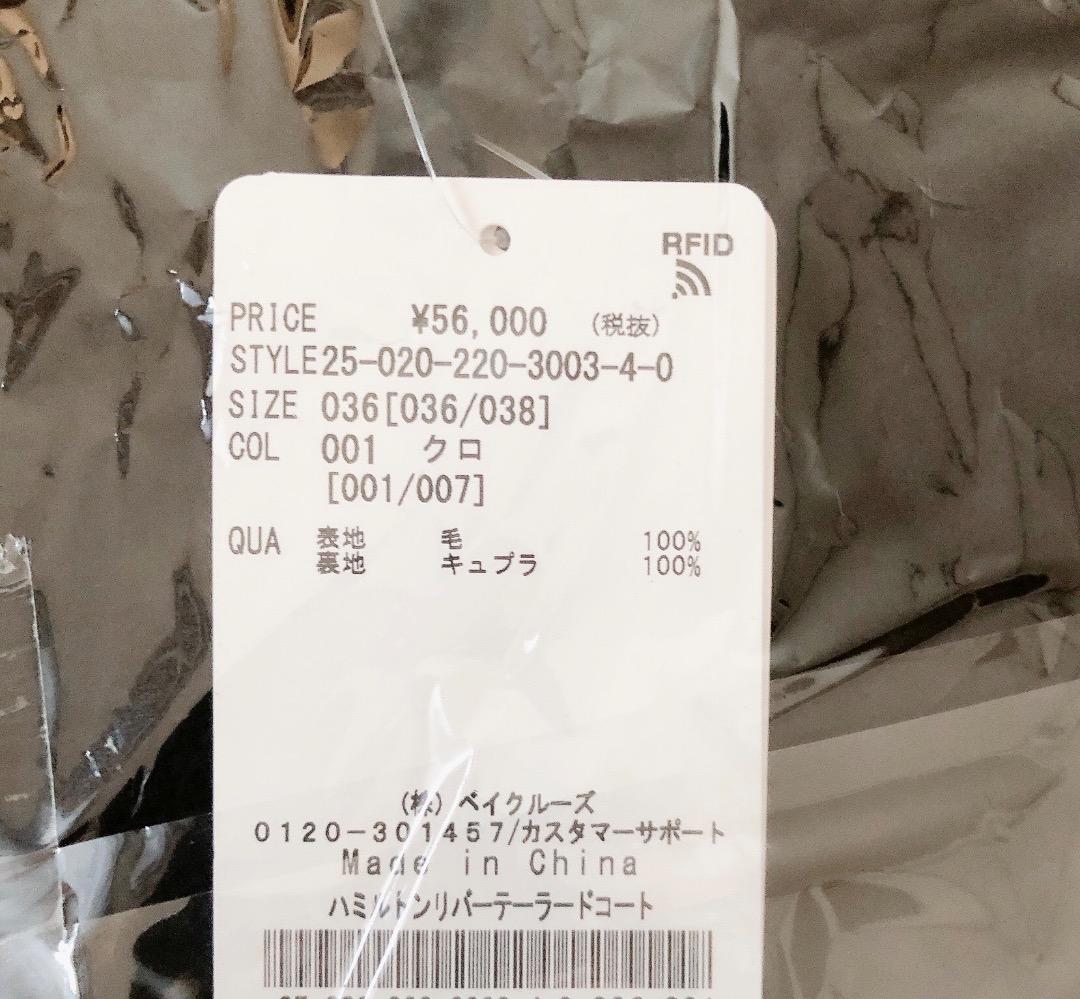 RFID
PRICE ¥56,000 (税抜)
STYLE25-020-220-3003-4-0
SIZE 036[036/038]
COL 001 クロ
[001/007]
QUA 表地 毛 100%
裏地 キュプラ 100%
(株) ベイクルーズ
0120-301457/カスタマーサポート
Made in China
ハミルトンリバーテーラードコート